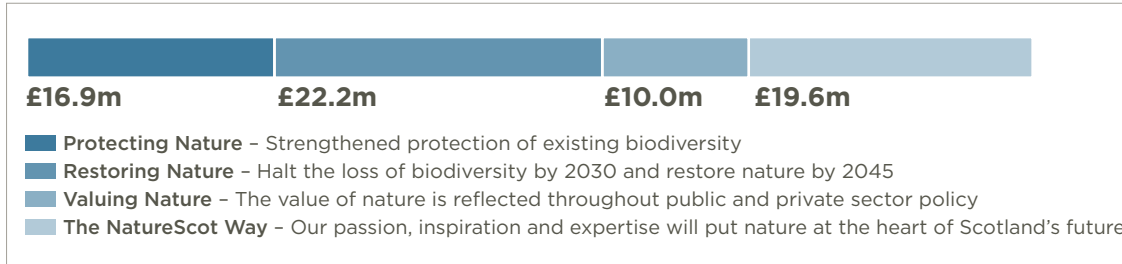 £16.9m £22.2m £10.0m £19.6m
Protecting Nature – Strengthened protection of existing biodiversity
Restoring Nature – Halt the loss of biodiversity by 2030 and restore nature by 2045
Valuing Nature – The value of nature is reflected throughout public and private sector policy
The NatureScot Way – Our passion, inspiration and expertise will put nature at the heart of Scotland’s future